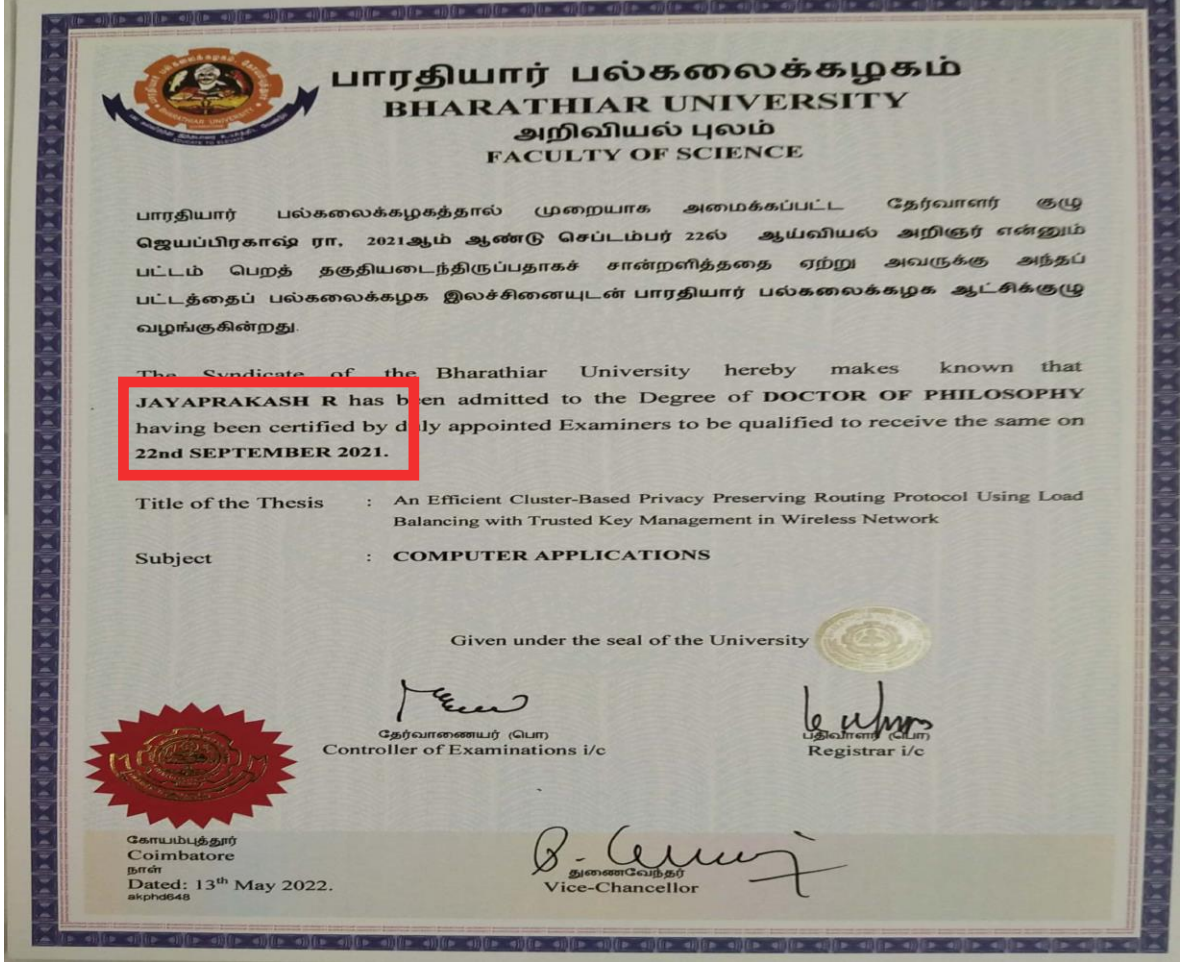 பாரதியார் பல்கலைக்கழகம்
BHARATHIAR UNIVERSITY
அறிவியல் புலம்
FACULTY OF SCIENCE
பாரதியார் பல்கலைக்கழகத்தால் முறையாக அமைக்கப்பட்ட தேர்வாளர் குழு
ஜெயப்பிரகாஷ் ரா. 2021ஆம் ஆண்டு செப்டம்பர் 22ல் ஆய்வியல் அறிஞர் என்னும்
பட்டம் பெறத் தகுதியடைந்திருப்பதாகச் சான்றளித்ததை ஏற்று அவருக்கு அந்தப்
பட்டத்தைப் பல்கலைக்கழக இலச்சினையுடன் பாரதியார் பல்கலைக்கழக ஆட்சிக்குழு
வழங்குகின்றது.
The Syndicate of the Bharathiar University hereby makes known that
JAYAPRAKASH R has been admitted to the Degree of DOCTOR OF PHILOSOPHY
having been certified by duly appointed Examiners to be qualified to receive the same on
22nd SEPTEMBER 2021.
Title of the Thesis : An Efficient Cluster-Based Privacy Preserving Routing Protocol Using Load
Balancing with Trusted Key Management in Wireless Network
Subject : COMPUTER APPLICATIONS
Given under the seal of the University
தேர்வாணையர் (பொ)
Controller of Examinations i/c
பதிவாளர் (பொ)
Registrar i/c
கோயம்புத்தூர்
Coimbatore
நாள்
Dated: 13th May 2022.
akphd648
துணைவேந்தர்
Vice-Chancellor